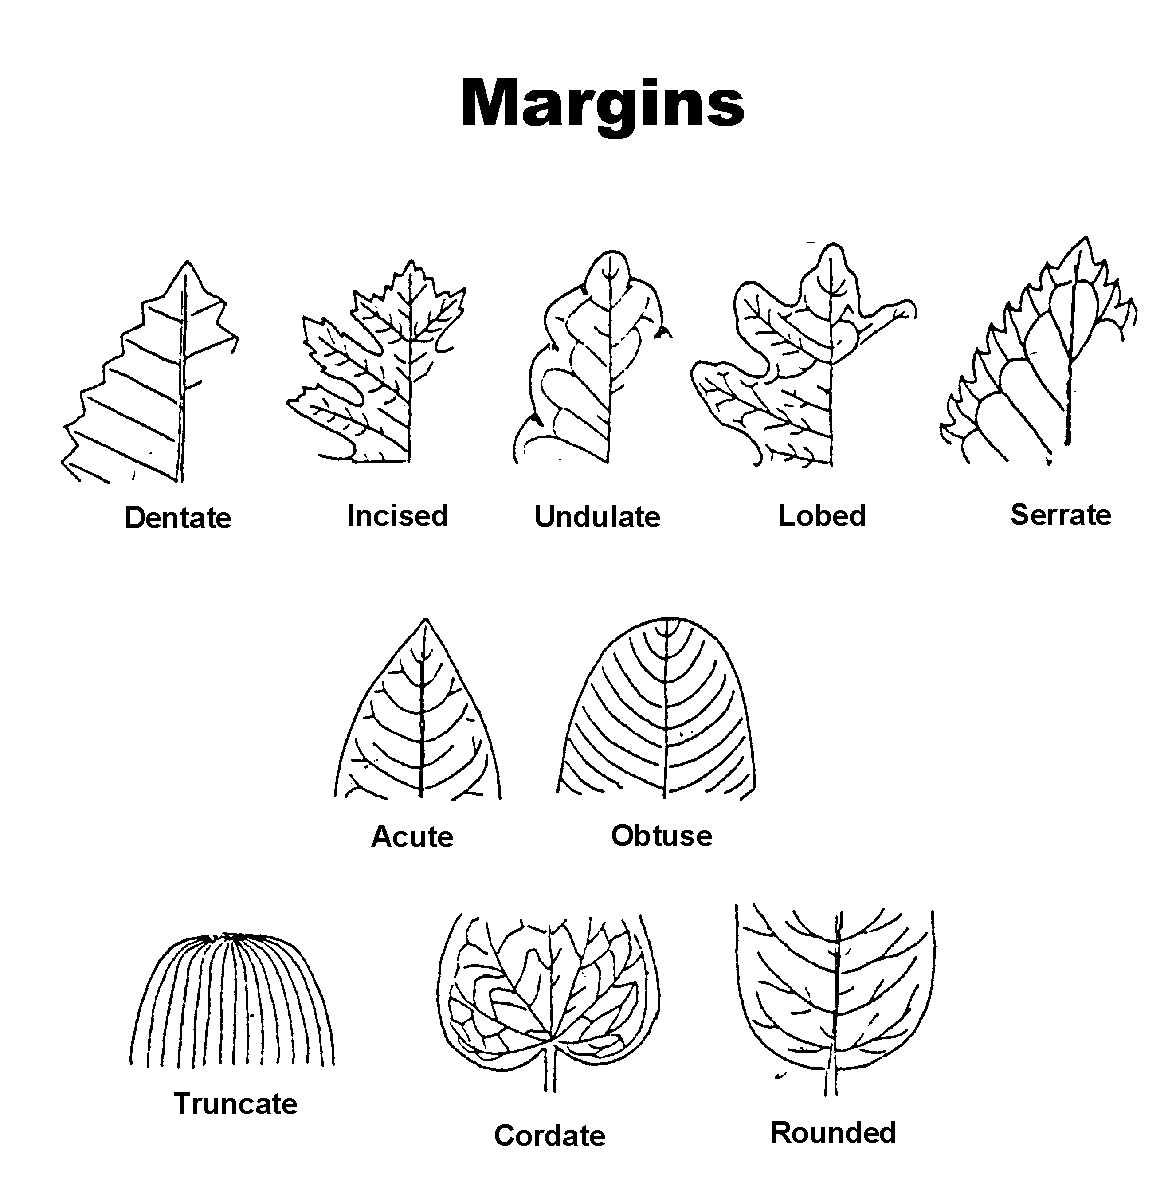 Margins
Dentate
Incised
Undulate
Lobed
Serrate
Acute
Obtuse
Truncate
Cordate
Rounded